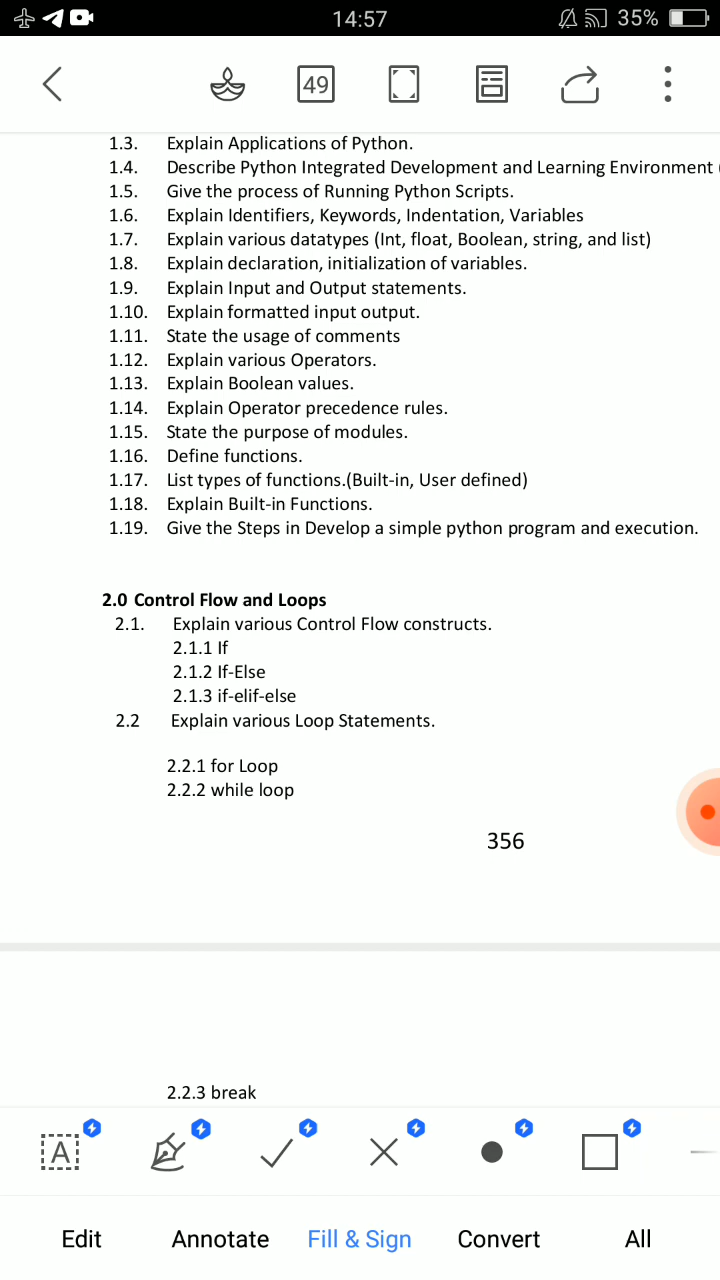 14:57
35%
49
1.3. Explain Applications of Python.
1.4. Describe Python Integrated Development and Learning Environment
1.5. Give the process of Running Python Scripts.
1.6. Explain Identifiers, Keywords, Indentation, Variables
1.7. Explain various datatypes (Int, float, Boolean, string, and list)
1.8. Explain declaration, initialization of variables.
1.9. Explain Input and Output statements.
1.10. Explain formatted input output.
1.11. State the usage of comments
1.12. Explain various Operators.
1.13. Explain Boolean values.
1.14. Explain Operator precedence rules.
1.15. State the purpose of modules.
1.16. Define functions.
1.17. List types of functions.(Built-in, User defined)
1.18. Explain Built-in Functions.
1.19. Give the Steps in Develop a simple python program and execution.
2.0 Control Flow and Loops
2.1. Explain various Control Flow constructs.
2.1.1 If
2.1.2 If-Else
2.1.3 if-elif-else
2.2 Explain various Loop Statements.
2.2.1 for Loop
2.2.2 while loop
356
2.2.3 break
A
Edit Annotate Fill & Sign Convert All